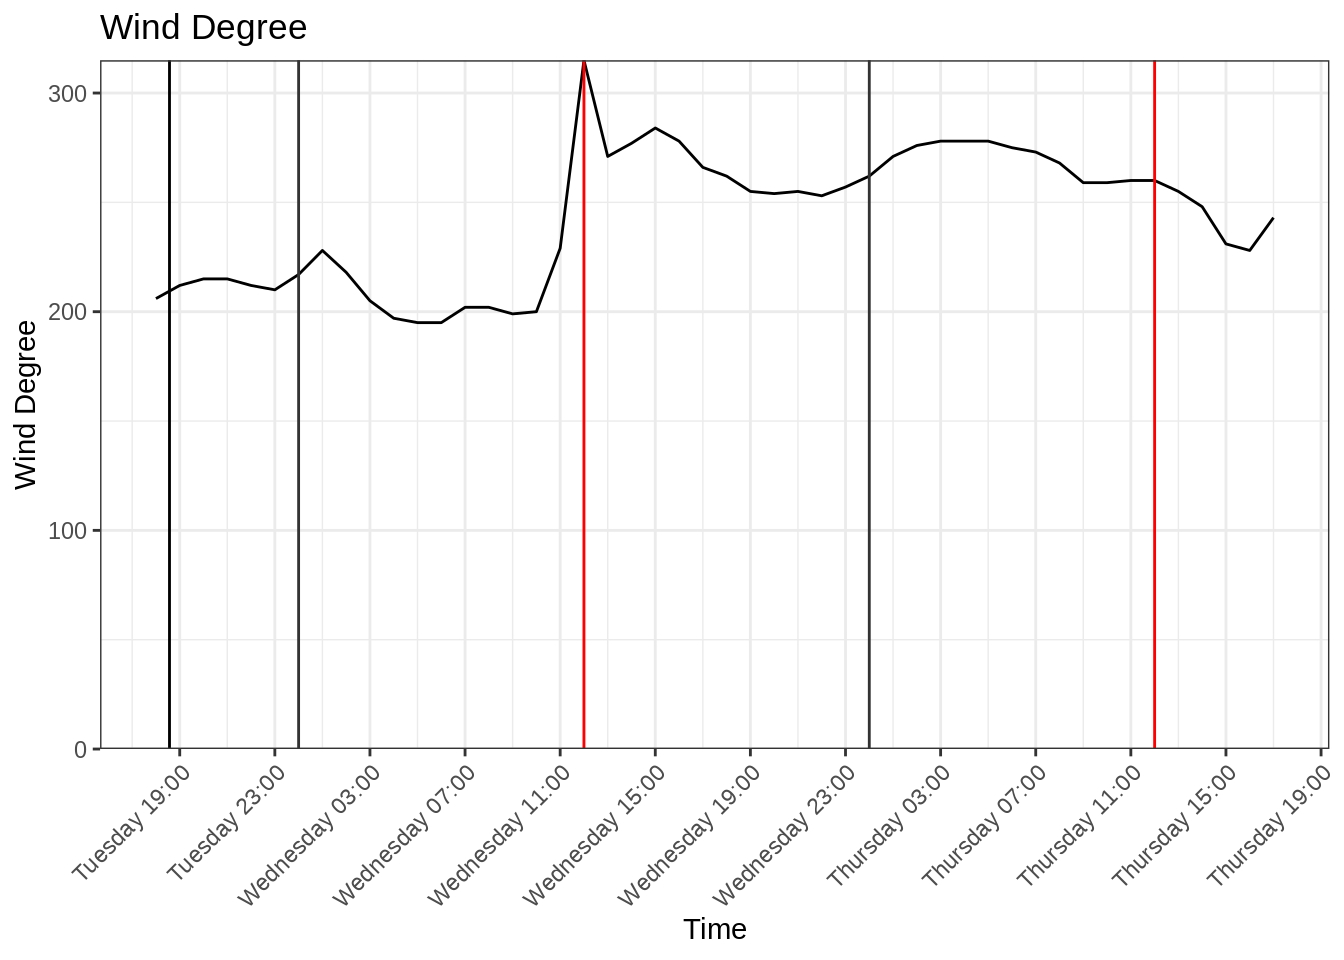 Wind Degree
300
200
100
0
Wind Degree
Tuesday 19:00
Tuesday 23:00
Wednesday 03:00
Wednesday 07:00
Wednesday 11:00
Wednesday 15:00
Wednesday 19:00
Wednesday 23:00
Thursday 03:00
Thursday 07:00
Thursday 11:00
Thursday 15:00
Thursday 19:00
Time